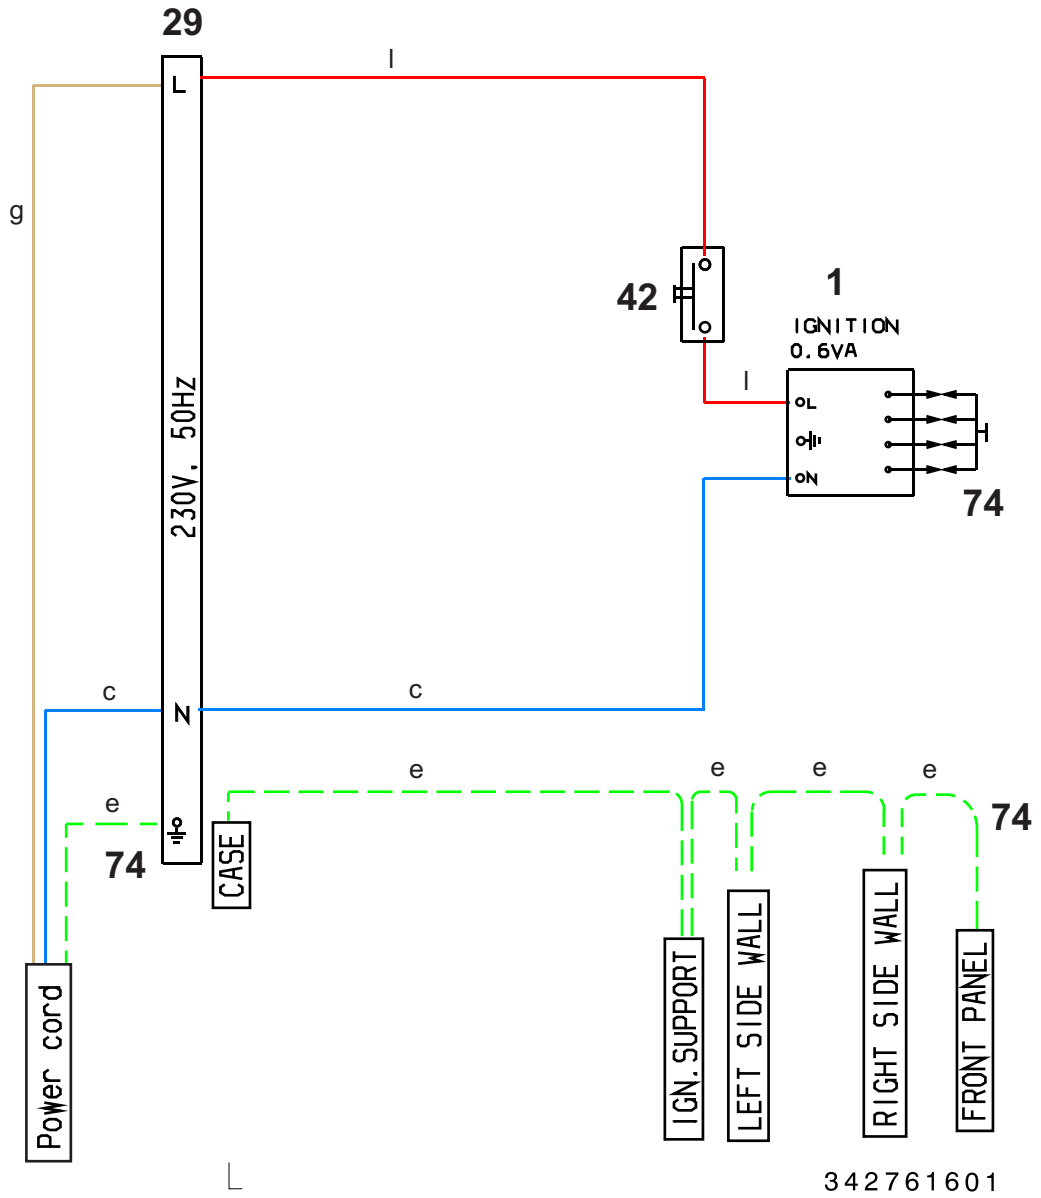 29
l
L
g
42
1
IGNITION
0.6VA
l
L
N
74
230V, 50HZ
c
N
c
e
74
e
e
e
e
74
CASE
IGN.SUPPORT
LEFT SIDE WALL
RIGHT SIDE WALL
FRONT PANEL
Power cord
342761601